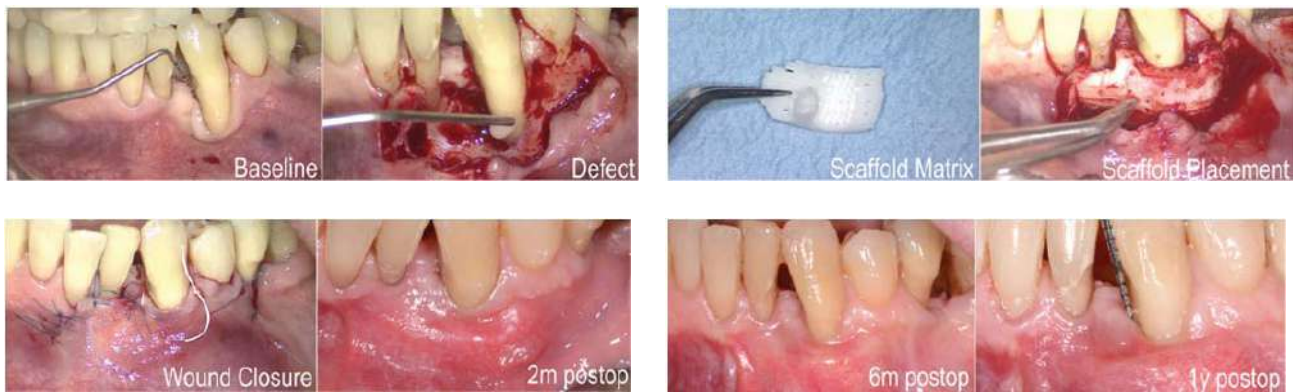 Baseline
Defect
Scaffold Matrix
Scaffold Placement
Wound Closure
2m postop
6m postop
1y postop